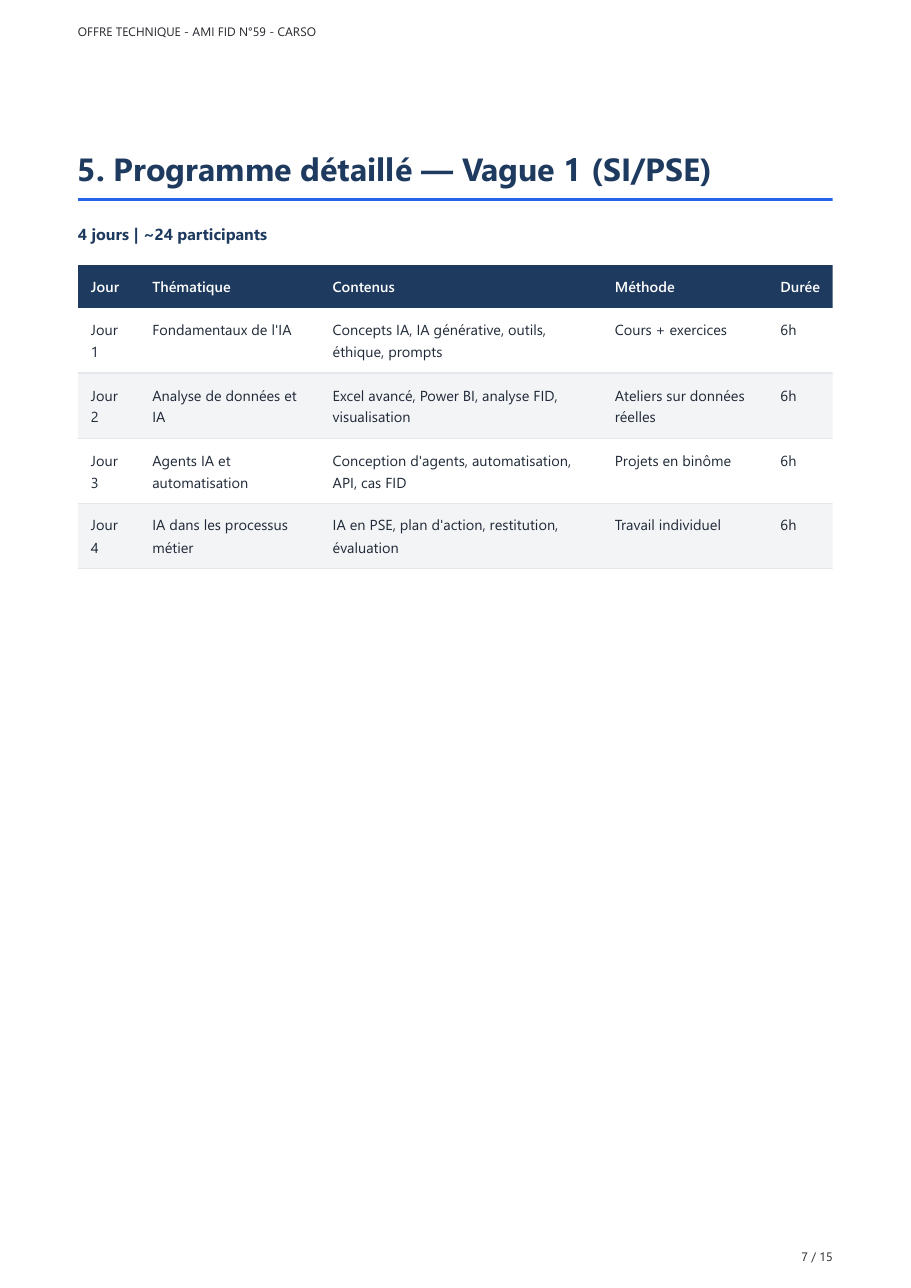 OFFRE TECHNIQUE - AMI FID N°59 - CARSO
5. Programme détaillé — Vague 1 (SI/PSE)
4 jours | ~24 participants
Jour Thématique Contenus Méthode Durée
Jour Fondamentaux de l'IA Concepts IA, IA générative, outils, Cours + exercices 6h
1 éthique, prompts
Jour Analyse de données et Excel avancé, Power BI, analyse FID, Ateliers sur données 6h
2 IA visualisation réelles
Jour Agents IA et Conception d'agents, automatisation, Projets en binôme 6h
3 automatisation API, cas FID
Jour IA dans les processus IA en PSE, plan d'action, restitution, Travail individuel 6h
4 métier évaluation
7 / 15